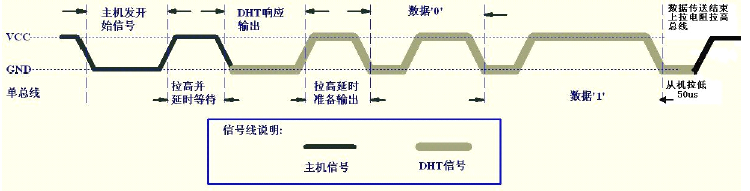 主机发开
始信号
DHT响应
输出
数据'0'
数据传送结束
上拉电阻拉高
总线
VCC
GND
单总线
拉高并
延时等待
拉高延时
准备输出
数据'1'
从机拉低
50us
信号线说明:
主机信号
DHT信号